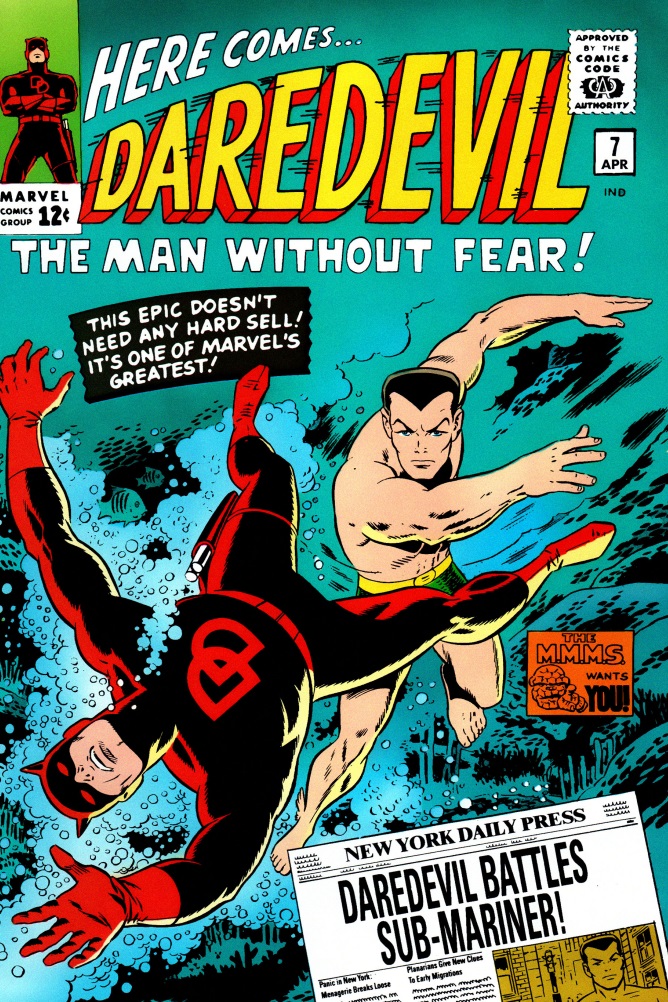 HERE COMES...
DAREDEVIL
THE MAN WITHOUT FEAR!
APPROVED
BY THE
COMICS
CODE
CA
AUTHORITY
7
APR
IND
MARVEL
COMICS
GROUP 12¢
THIS EPIC DOESN'T
NEED ANY HARD SELL!
IT'S ONE OF MARVEL'S
GREATEST!
DD
THE
M.M.M.S.
WANTS
YOU!
NEW YORK DAILY PRESS
DAREDEVIL BATTLES
SUB-MARINER!
Panic in New York:
Menagerie Breaks Loose
Planarians Give New Clues
To Early Migrations